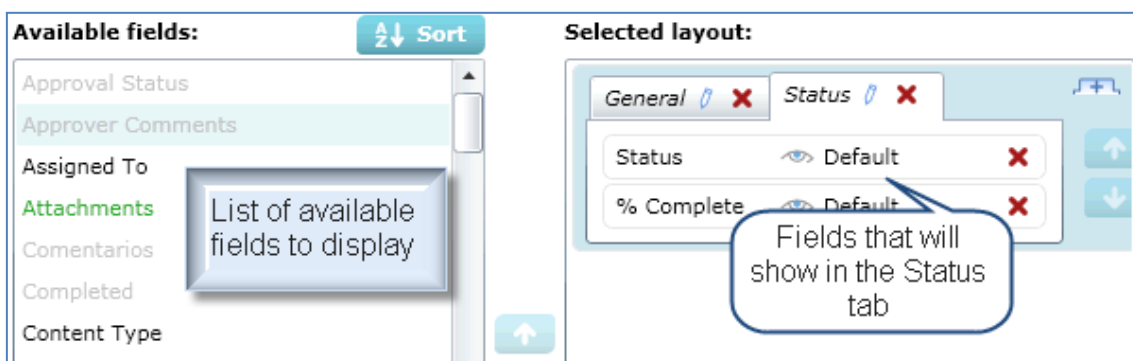 Available fields:
Sort
Approval Status
Approver Comments
Assigned To
Attachments
Comentarios
Completed
Content Type
List of available
fields to display
Selected layout:
General
Status
Status Default
% Complete Default
Fields that will
show in the Status
tab